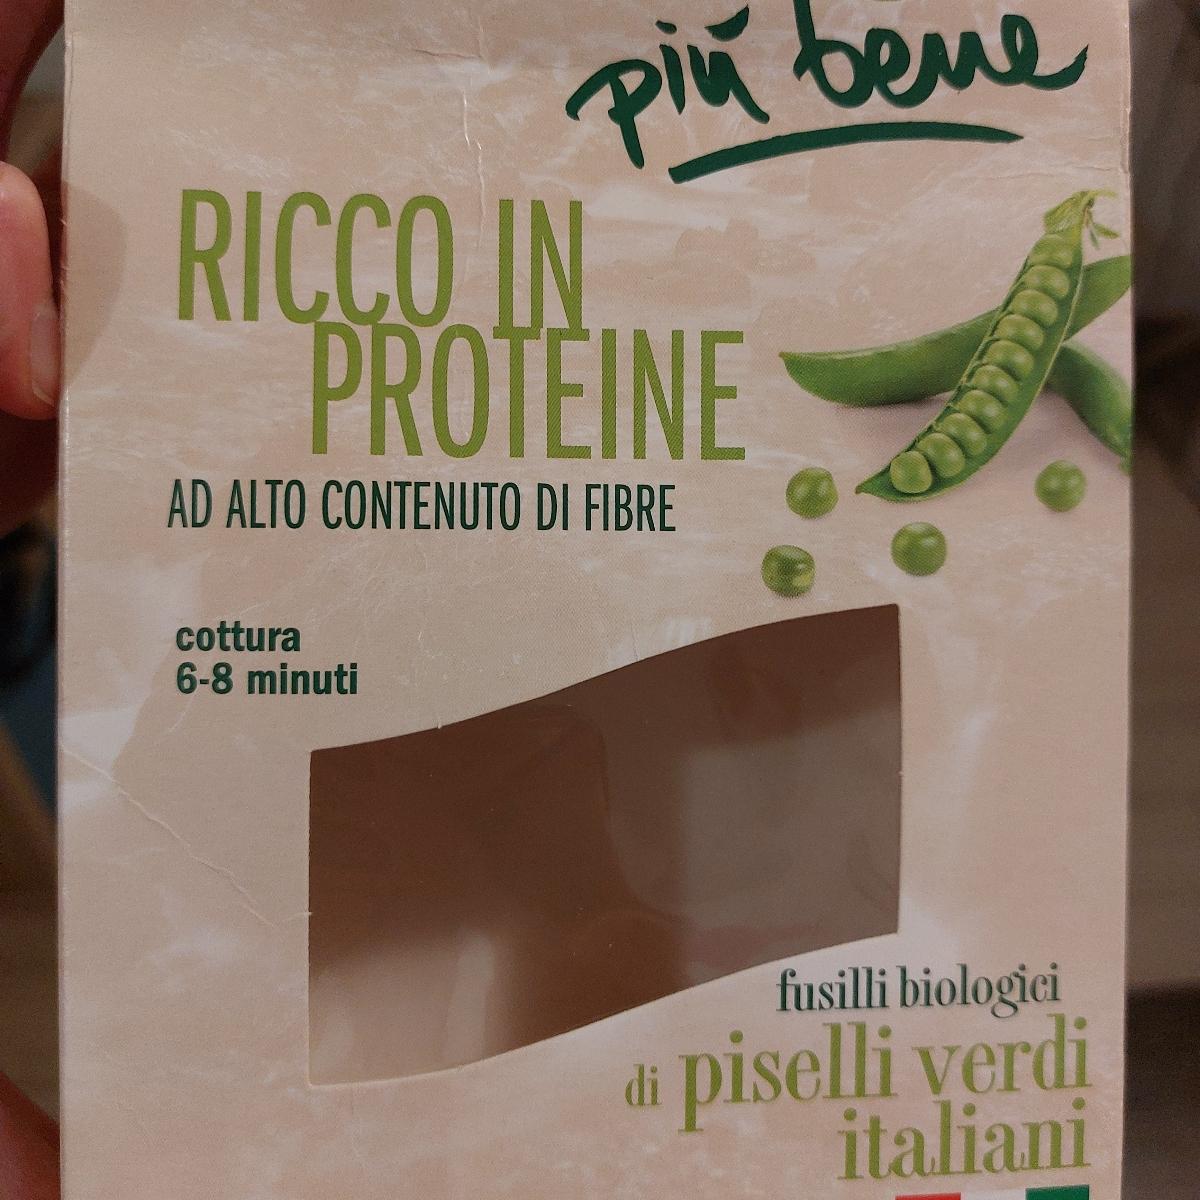 più bene
RICCO IN
PROTEINE
AD ALTO CONTENUTO DI FIBRE
cottura
6-8 minuti
fusilli biologici
di piselli verdi
italiani